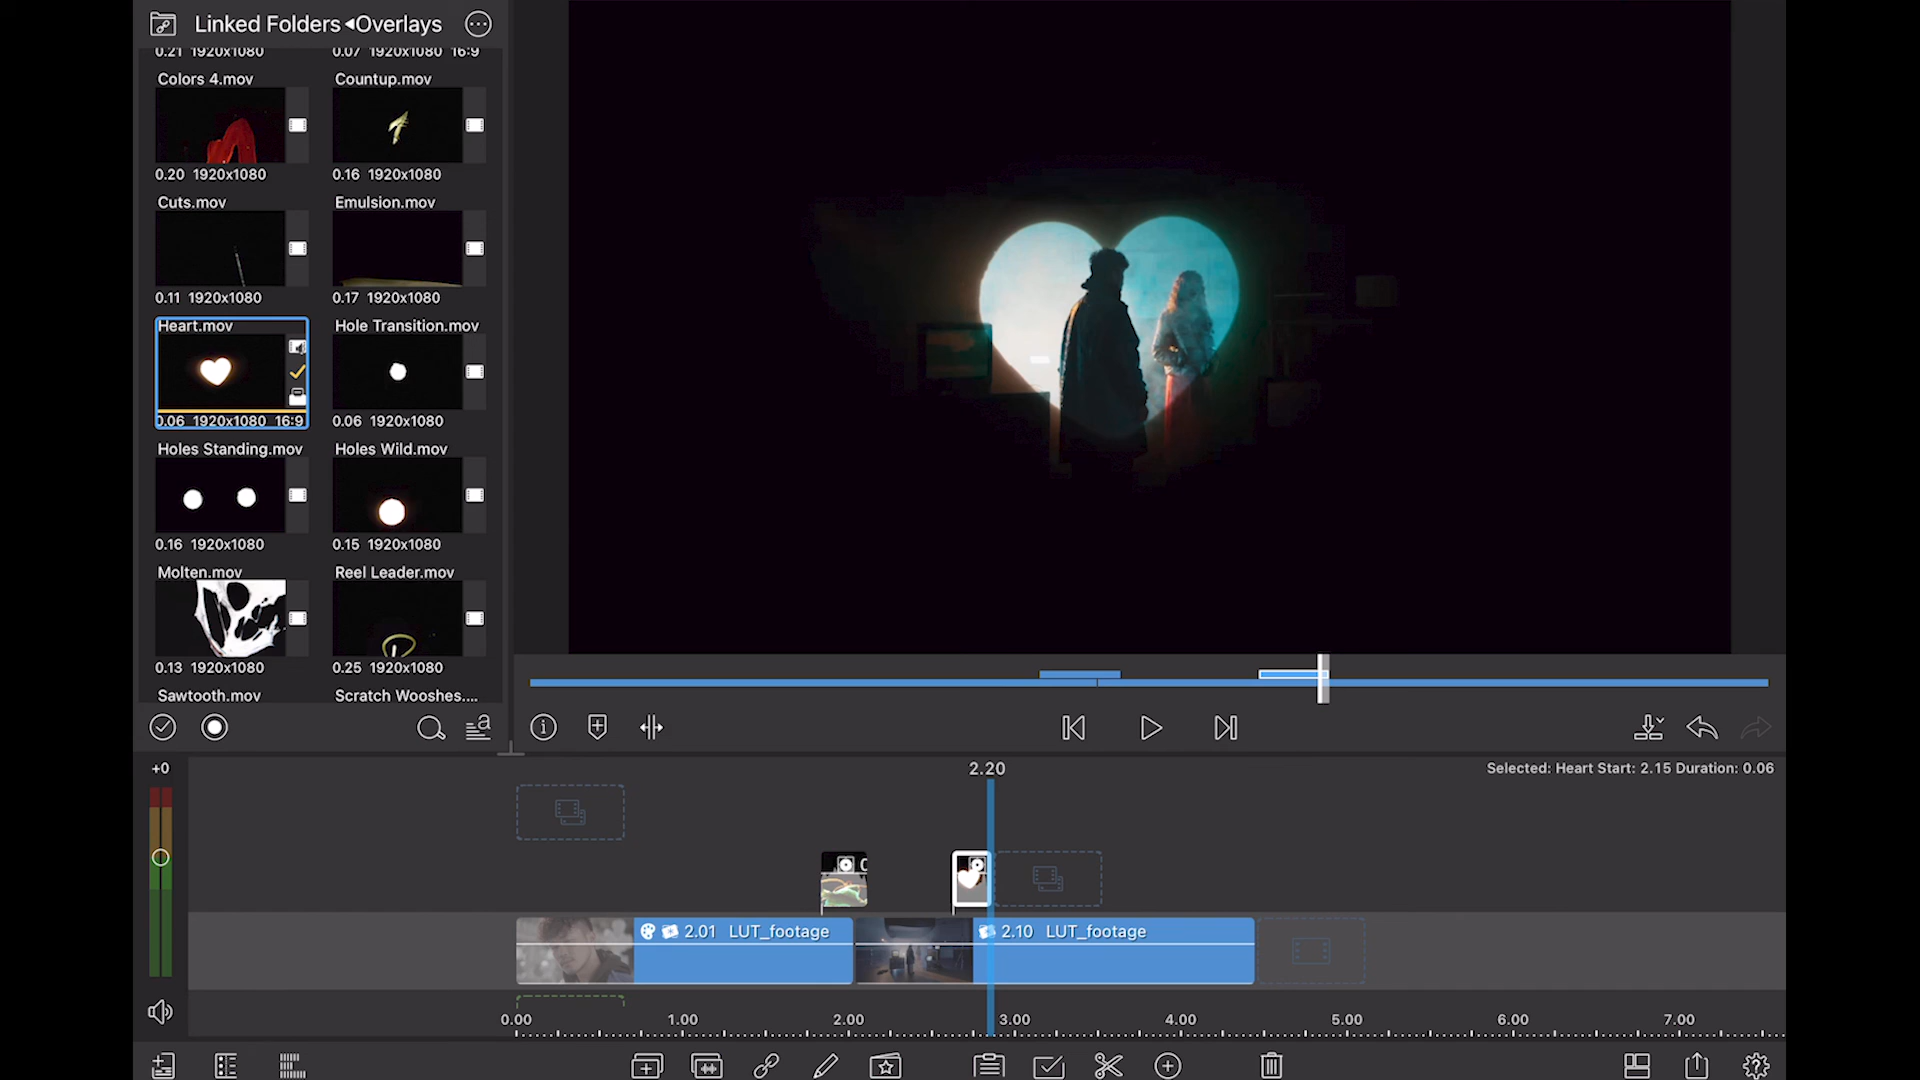 Linked Folders ◂Overlays
0.21 1920x1080
0.07 1920x1080 16:9
Colors 4.mov
Countup.mov
0.20 1920x1080
0.16 1920x1080
Cuts.mov
Emulsion.mov
0.11 1920x1080
0.17 1920x1080
Heart.mov
Hole Transition.mov
0.06 1920x1080 16:9
0.06 1920x1080
Holes Standing.mov
Holes Wild.mov
0.16 1920x1080
0.15 1920x1080
Molten.mov
Reel Leader.mov
0.13 1920x1080
0.25 1920x1080
Sawtooth.mov
Scratch Wooshes....
+0
2.20
Selected: Heart Start: 2.15 Duration: 0.06
2.01 LUT_footage
2.10 LUT_footage
0.00 1.00 2.00 3.00 4.00 5.00 6.00 7.00